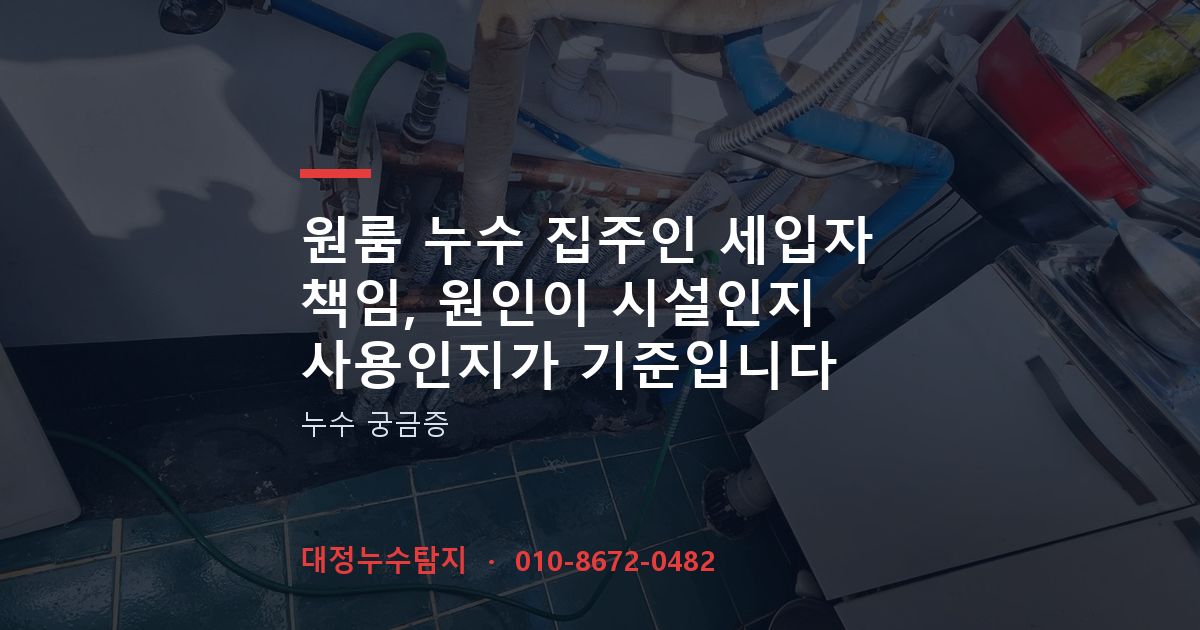 원룸 누수 집주인 세입자
책임, 원인이 시설인지
사용인지가 기준입니다
누수 궁금증
대정누수탐지 · 010-8672-0482